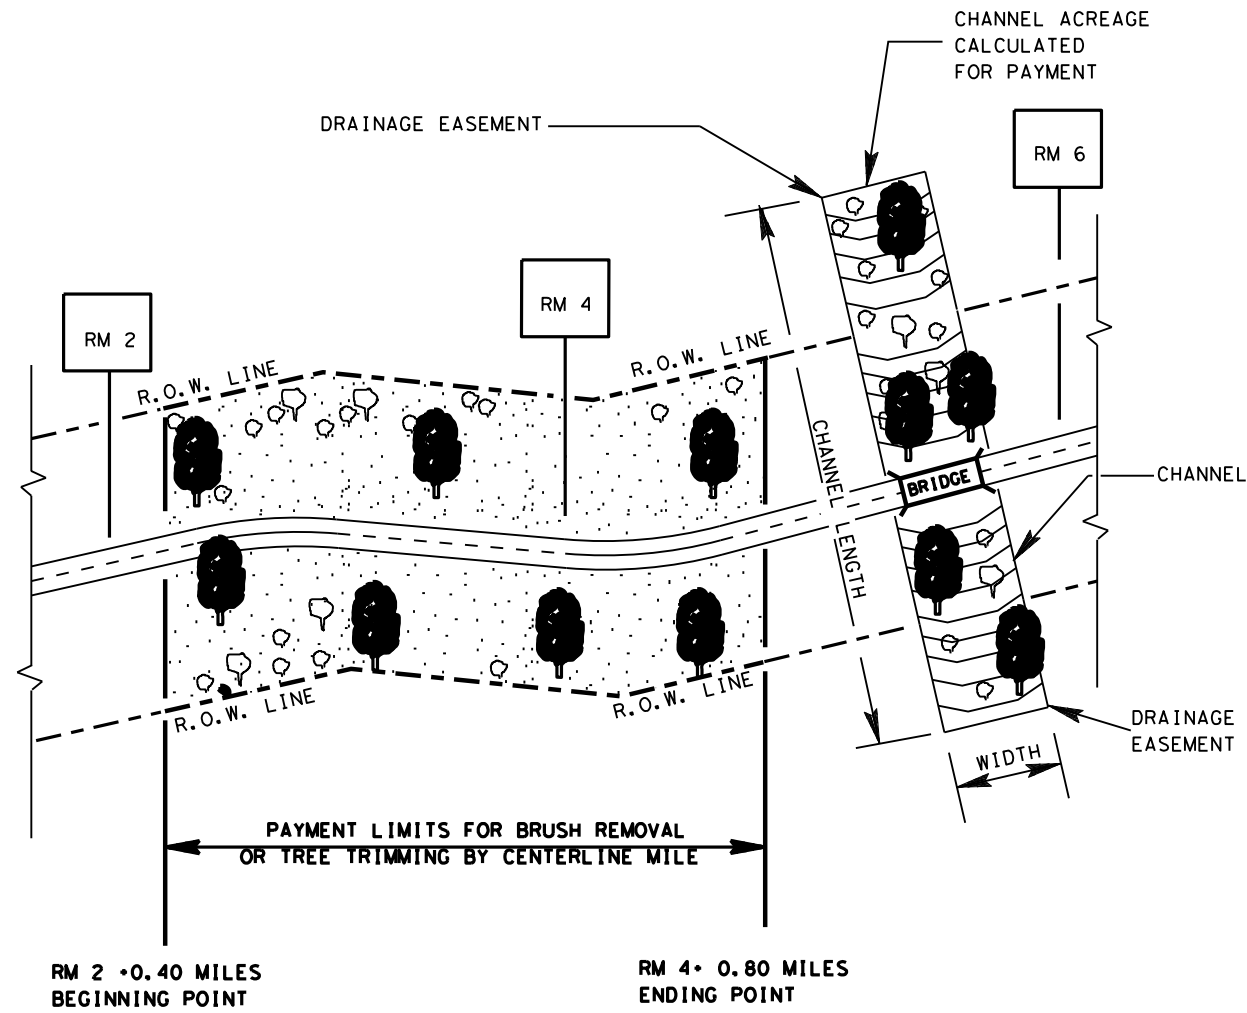 CHANNEL ACREAGE
CALCULATED
FOR PAYMENT
DRAINAGE EASEMENT
RM 6
RM 4
RM 2
R.O.W. LINE
R.O.W. LINE
CHANNEL LENGTH
BRIDGE
CHANNEL
R.O.W. LINE
R.O.W. LINE
DRAINAGE
EASEMENT
WIDTH
PAYMENT LIMITS FOR BRUSH REMOVAL
OR TREE TRIMMING BY CENTERLINE MILE
RM 2 +0.40 MILES
BEGINNING POINT
RM 4+ 0.80 MILES
ENDING POINT